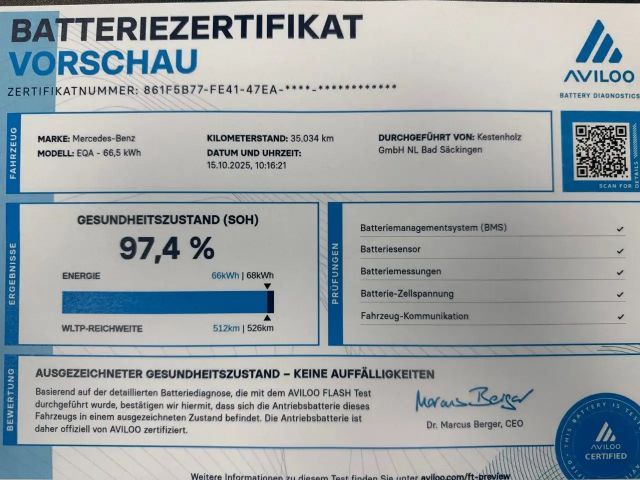 BATTERIEZERTIFIKAT
VORSCHAU
ZERTIFIKATNUMMER: 861F5B77-FE41-47EA-****-************
AVILOO
BATTERY DIAGNOSTICS
FAHRZEUG
MARKE: Mercedes-Benz
MODELL: EQA - 66,5 kWh
KILOMETERSTAND: 35.034 km
DATUM UND UHRZEIT:
15.10.2025, 10:16:21
DURCHGEFÜHRT VON: Kestenholz
GmbH NL Bad Säckingen
SCAN FOR
DETAILS
ERGEBNISSE
GESUNDHEITSZUSTAND (SOH)
97,4 %
ENERGIE 66kWh | 68kWh
WLTP-REICHWEITE 512km | 526km
PRÜFUNGEN
Batteriemanagementsystem (BMS) ✓
Batteriesensor ✓
Batteriemessungen ✓
Batterie-Zellspannung ✓
Fahrzeug-Kommunikation ✓
BEWERTUNG
AUSGEZEICHNETER GESUNDHEITSZUSTAND – KEINE AUFFÄLLIGKEITEN
Basierend auf der detaillierten Batteriediagnose, die mit dem AVILOO FLASH Test
durchgeführt wurde, bestätigen wir hiermit, dass sich die Antriebsbatterie dieses
Fahrzeugs in einem ausgezeichneten Zustand befindet. Die Antriebsbatterie ist
daher offiziell von AVILOO zertifiziert.
Marcus Berger
Dr. Marcus Berger, CEO
THIS BATTERY IS
AVILOO
CERTIFIED
Weitere Informationen zu diesem Test finden Sie unter aviloo.com/ft-preview